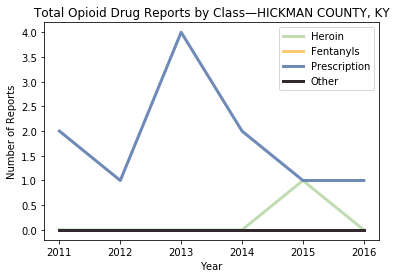 Total Opioid Drug Reports by Class—HICKMAN COUNTY, KY
Heroin
Fentanyls
Prescription
Other
Number of Reports
4.0
3.5
3.0
2.5
2.0
1.5
1.0
0.5
0.0
2011 2012 2013 2014 2015 2016
Year